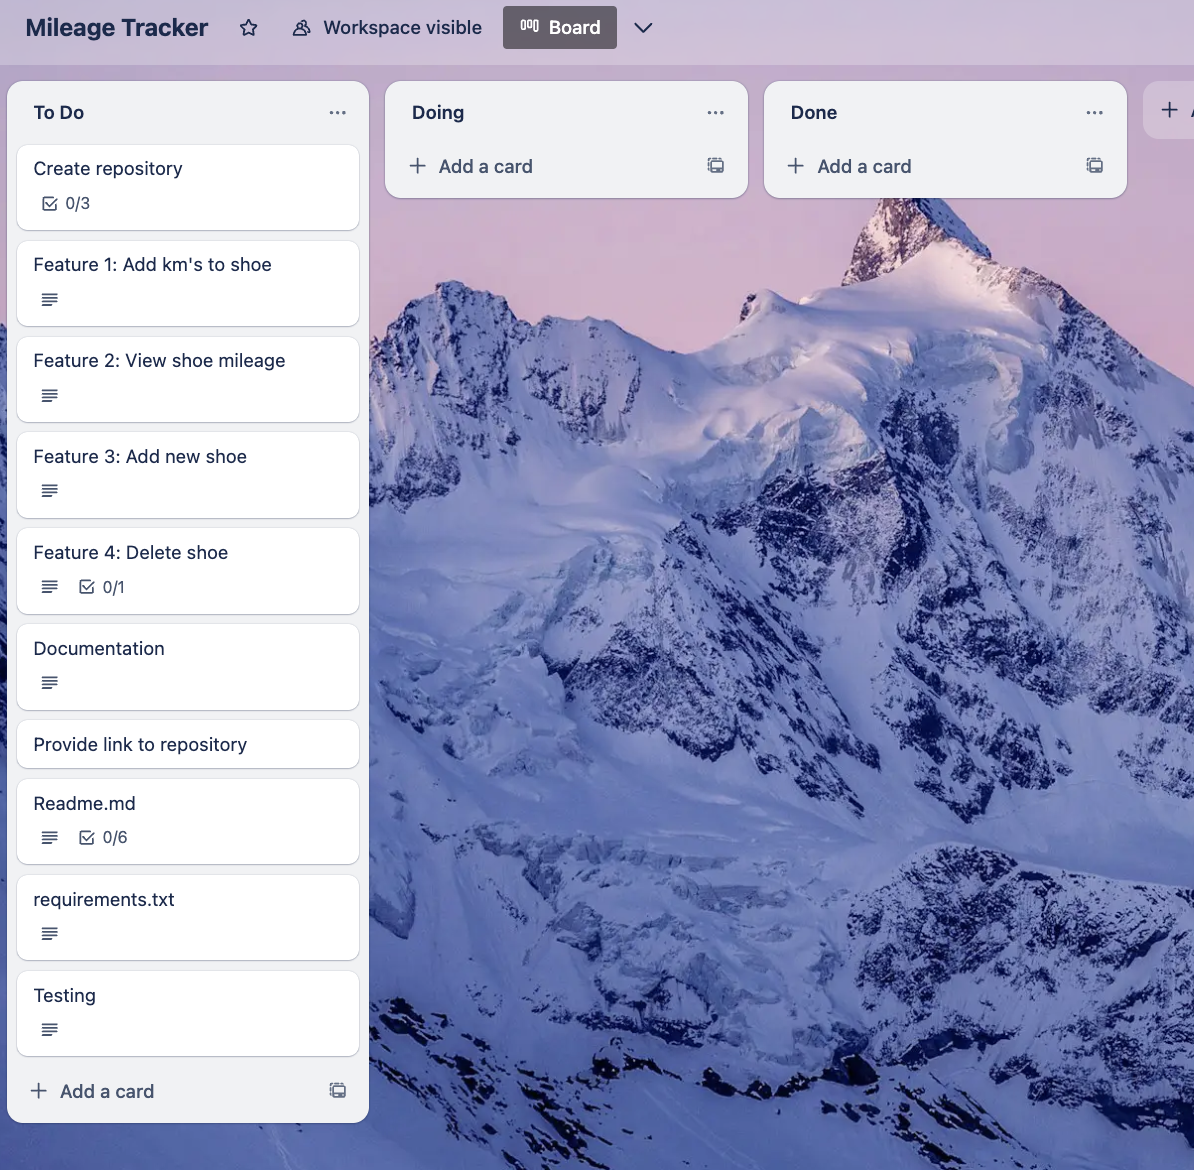 Mileage Tracker Workspace visible Board
To Do
Create repository
0/3
Feature 1: Add km's to shoe
Feature 2: View shoe mileage
Feature 3: Add new shoe
Feature 4: Delete shoe
0/1
Documentation
Provide link to repository
Readme.md
0/6
requirements.txt
Testing
+ Add a card
Doing
+ Add a card
Done
+ Add a card